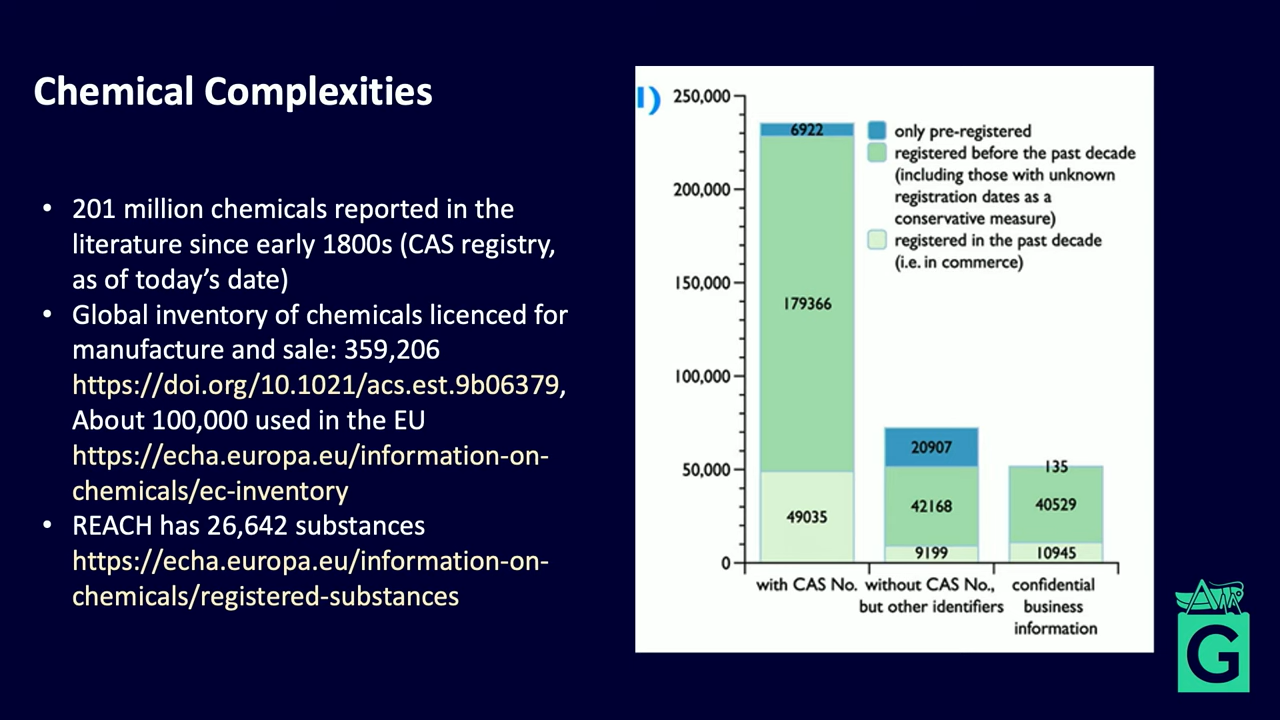 Chemical Complexities
• 201 million chemicals reported in the
literature since early 1800s (CAS registry,
as of today's date)
• Global inventory of chemicals licenced for
manufacture and sale: 359,206
https://doi.org/10.1021/acs.est.9b06379,
About 100,000 used in the EU
https://echa.europa.eu/information-on-
chemicals/ec-inventory
• REACH has 26,642 substances
https://echa.europa.eu/information-on-
chemicals/registered-substances
250,000
200,000
150,000
100,000
50,000
0
only pre-registered
registered before the past decade
(including those with unknown
registration dates as a
conservative measure)
registered in the past decade
(i.e. in commerce)
6922
179366
49035
20907
42168
9199
135
40529
10945
with CAS No.
without CAS No.,
but other identifiers
confidential
business
information
G